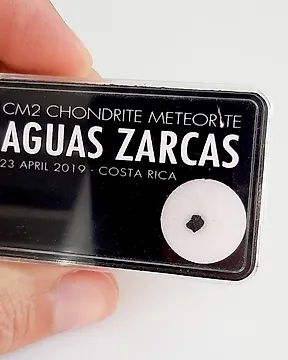 CM2 CHONDRITE METEORITE
AGUAS ZARCAS
23 APRIL 2019 - COSTA RICA